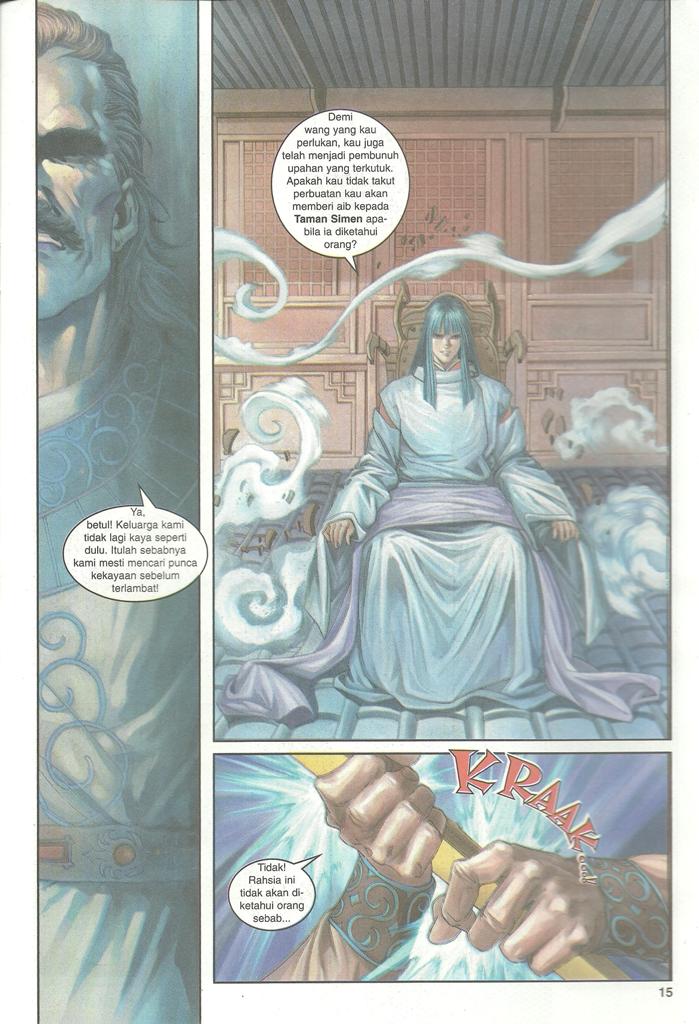 Ya,
betul! Keluarga kami
tidak lagi kaya seperti
dulu. Itulah sebabnya
kami mesti mencari punca
kekayaan sebelum
terlambat!
Demi
wang yang kau
perlukan, kau juga
telah menjadi pembunuh
upahan yang terkutuk.
Apakah kau tidak takut
perbuatan kau akan
memberi aib kepada
Taman Simen apa-
bila ia diketahui
orang?
KRAAK...!
Tidak!
Rahsia ini
tidak akan di-
ketahui orang
sebab...
15